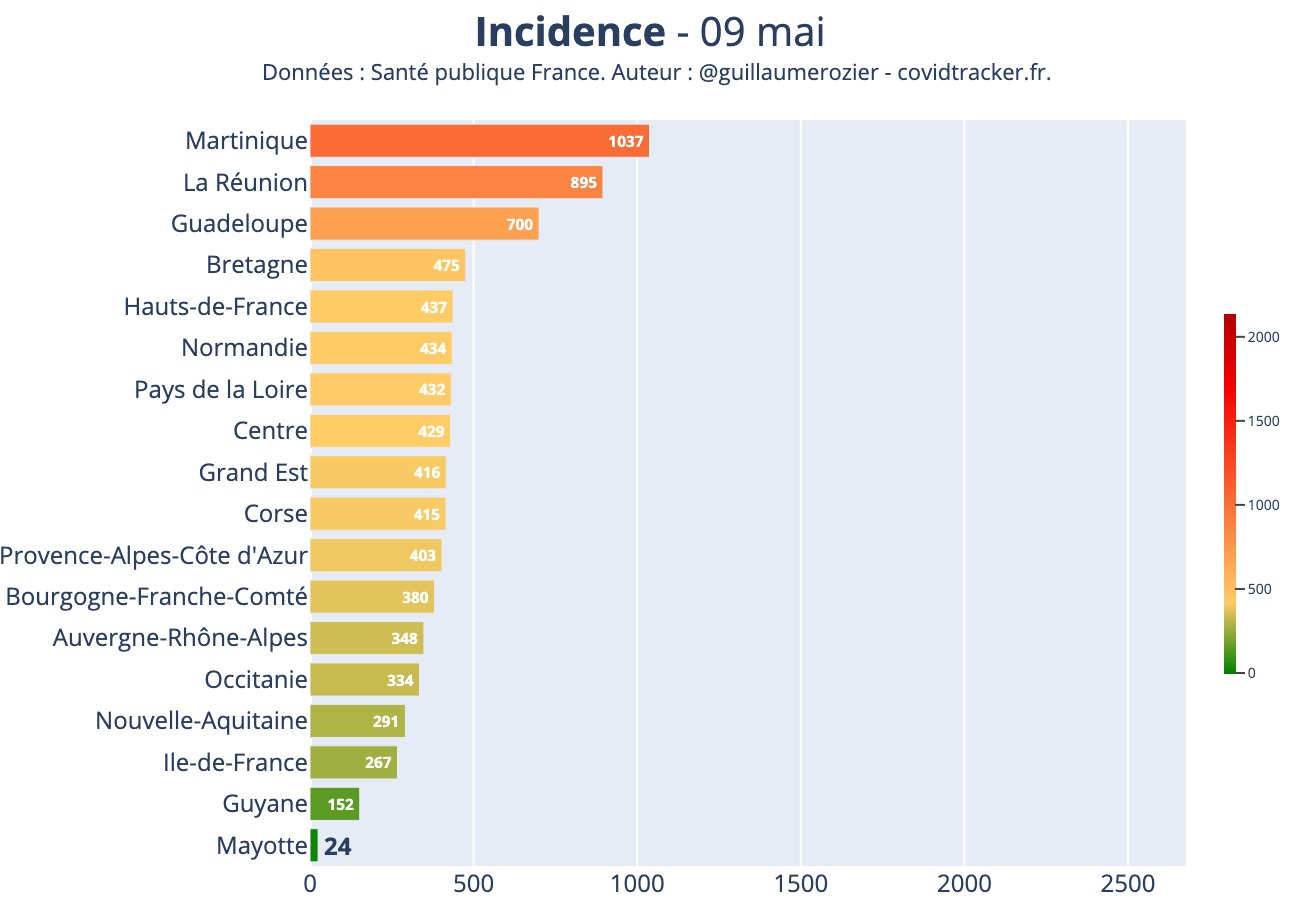 Incidence - 09 mai
Données : Santé publique France. Auteur : @guillaumerozier - covidtracker.fr.
Martinique 1037
La Réunion 895
Guadeloupe 700
Bretagne 475
Hauts-de-France 437
Normandie 434
Pays de la Loire 432
Centre 429
Grand Est 416
Corse 415
Provence-Alpes-Côte d'Azur 403
Bourgogne-Franche-Comté 380
Auvergne-Rhône-Alpes 348
Occitanie 334
Nouvelle-Aquitaine 291
Ile-de-France 267
Guyane 152
Mayotte 24
0 500 1000 1500 2000 2500
2000
1500
1000
500
0